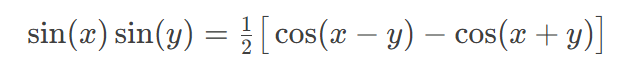 sin(x) sin(y) = ½[ cos(x − y) − cos(x + y)]